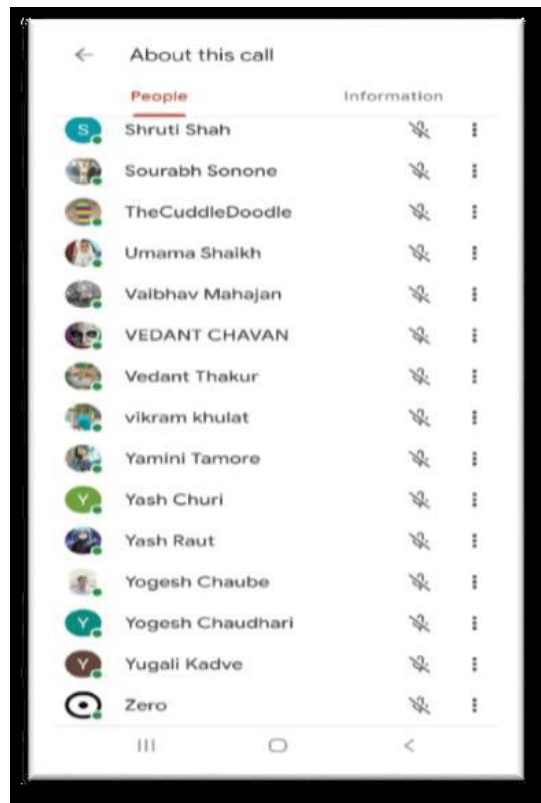 About this call
People Information
S Shruti Shah
Sourabh Sonone
TheCuddleDoodle
Umama Shaikh
Vaibhav Mahajan
VEDANT CHAVAN
Vedant Thakur
vikram khulat
Yamini Tamore
Y Yash Churi
Yash Raut
Yogesh Chaube
Y Yogesh Chaudhari
Y Yugali Kadve
Zero